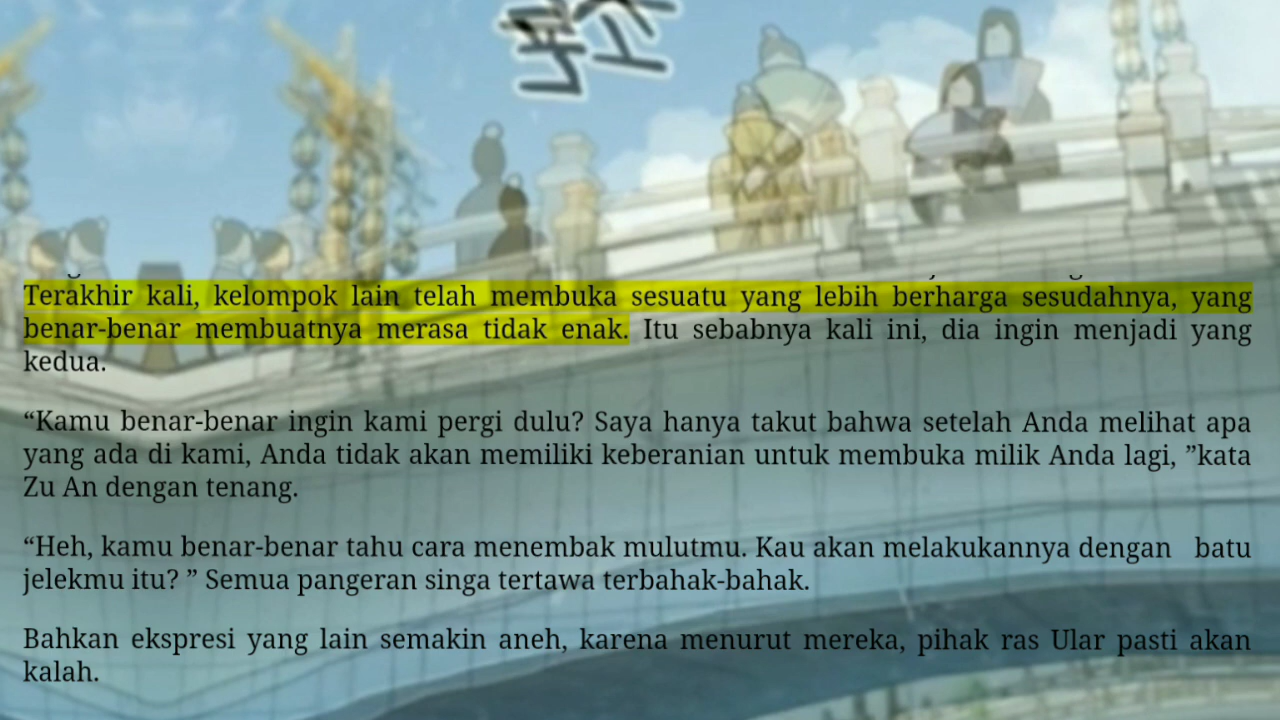 Terakhir kali, kelompok lain telah membuka sesuatu yang lebih berharga sesudahnya, yang
benar-benar membuatnya merasa tidak enak. Itu sebabnya kali ini, dia ingin menjadi yang
kedua.
“Kamu benar-benar ingin kami pergi dulu? Saya hanya takut bahwa setelah Anda melihat apa
yang ada di kami, Anda tidak akan memiliki keberanian untuk membuka milik Anda lagi, ”kata
Zu An dengan tenang.
“Heh, kamu benar-benar tahu cara menembak mulutmu. Kau akan melakukannya dengan batu
jelekmu itu? ” Semua pangeran singa tertawa terbahak-bahak.
Bahkan ekspresi yang lain semakin aneh, karena menurut mereka, pihak ras Ular pasti akan
kalah.